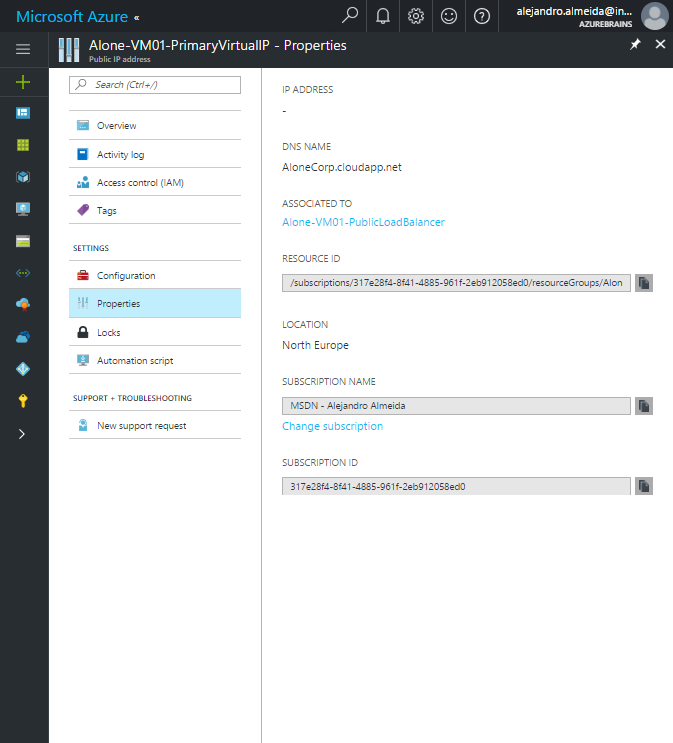 Microsoft Azure «
alejandro.almeida@in...
AZUREBRAINS
Alone-VM01-PrimaryVirtualIP - Properties
Public IP address
Search (Ctrl+/)
Overview
Activity log
Access control (IAM)
Tags
SETTINGS
Configuration
Properties
Locks
Automation script
SUPPORT + TROUBLESHOOTING
New support request
IP ADDRESS
-
DNS NAME
AloneCorp.cloudapp.net
ASSOCIATED TO
Alone-VM01-PublicLoadBalancer
RESOURCE ID
/subscriptions/317e28f4-8f41-4885-961f-2eb912058ed0/resourceGroups/Alon
LOCATION
North Europe
SUBSCRIPTION NAME
MSDN - Alejandro Almeida
Change subscription
SUBSCRIPTION ID
317e28f4-8f41-4885-961f-2eb912058ed0